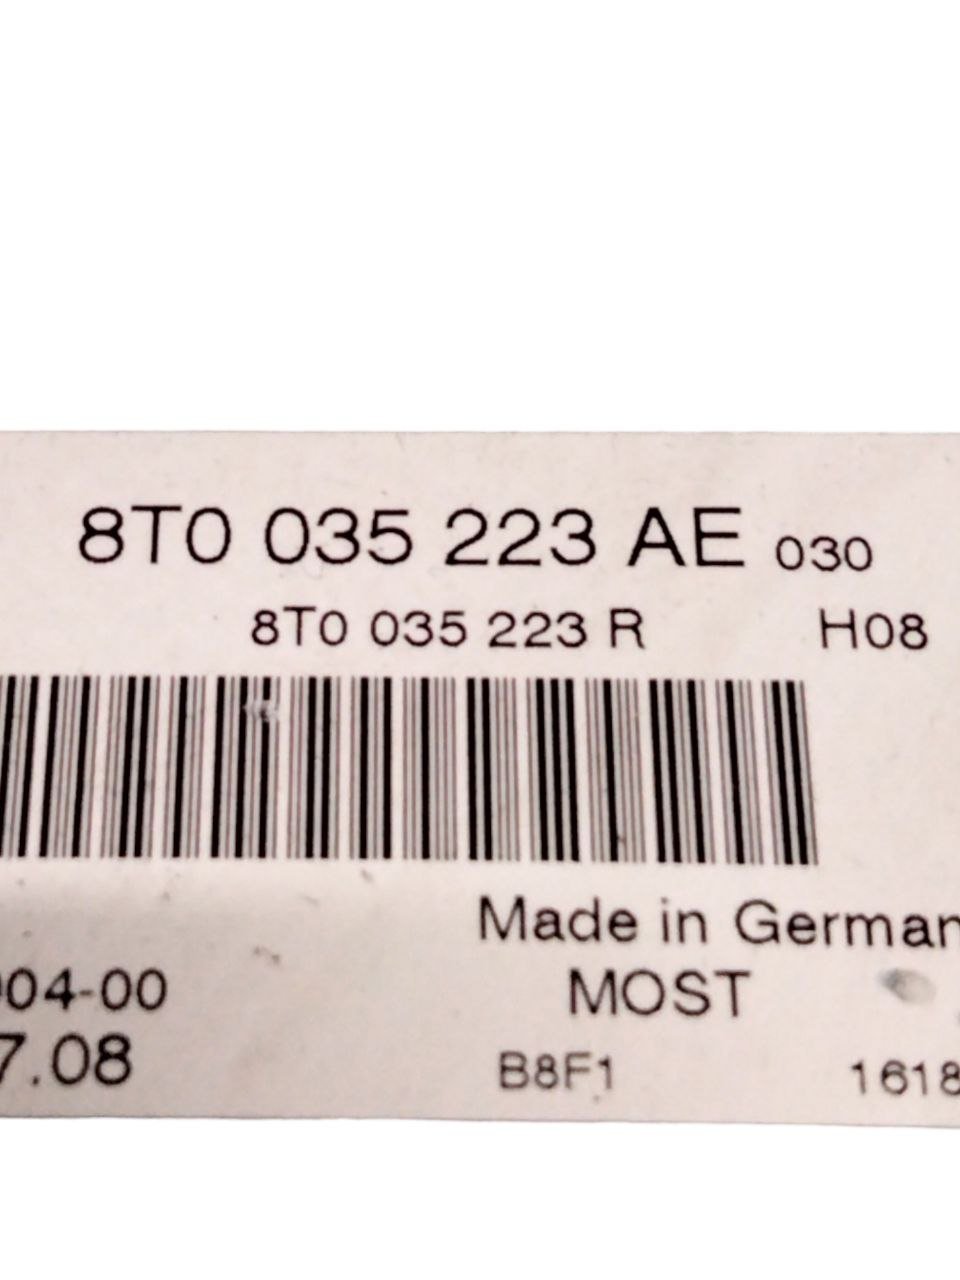 8T0 035 223 AE 030
8T0 035 223 R H08
Made in German
04-00 MOST
7.08 B8F1 1618